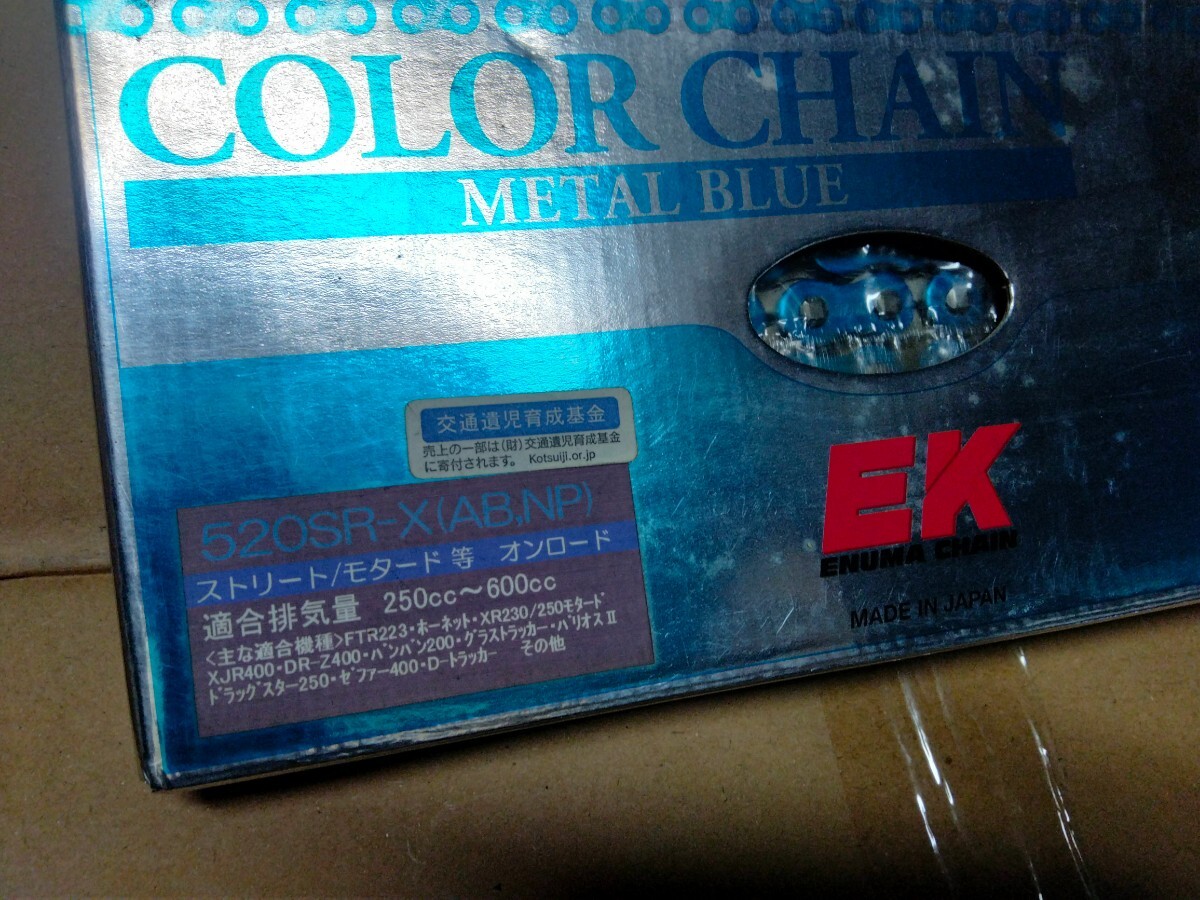 COLOR CHAIN
METAL BLUE
交通遺児育成基金
売上の一部は(財)交通遺児育成基金
に寄付されます。 Kotsuiji.or.jp
520SR-X(AB,NP)
ストリート/モタード 等 オンロード
適合排気量 250cc～600cc
<主な適合機種>FTR223・ホーネット・XR230/250モタード
XJR400・DR-Z400・バンバン200・グラストラッカー・バリオスⅡ
ドラッグスター250・ゼファー400・D-トラッカー その他
EK
ENUMA CHAIN
MADE IN JAPAN